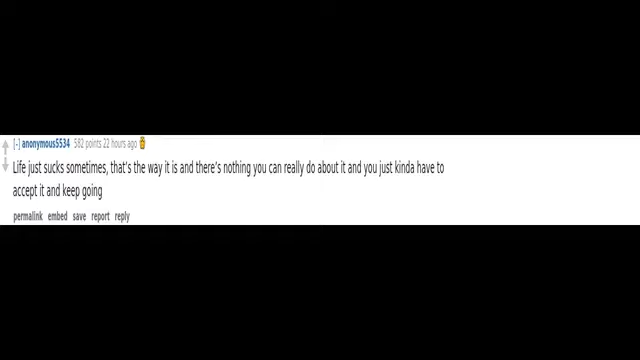 [-] anonymous5534 582 points 22 hours ago
Life just sucks sometimes, that's the way it is and there's nothing you can really do about it and you just kinda have to
accept it and keep going
permalink embed save report reply